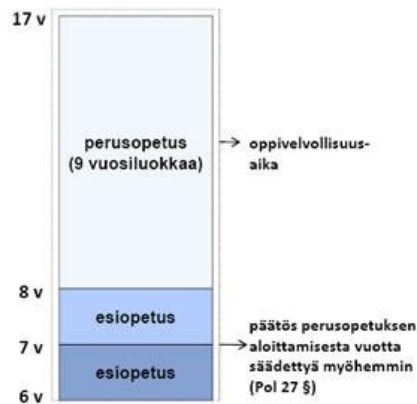 17 v
perusopetus
(9 vuosiluokkaa)
oppivelvollisuus-
aika
8 v
esiopetus
7 v
päätös perusopetuksen
aloittamisesta vuotta
säädettyä myöhemmin
(Pol 27 §)
esiopetus
6 v